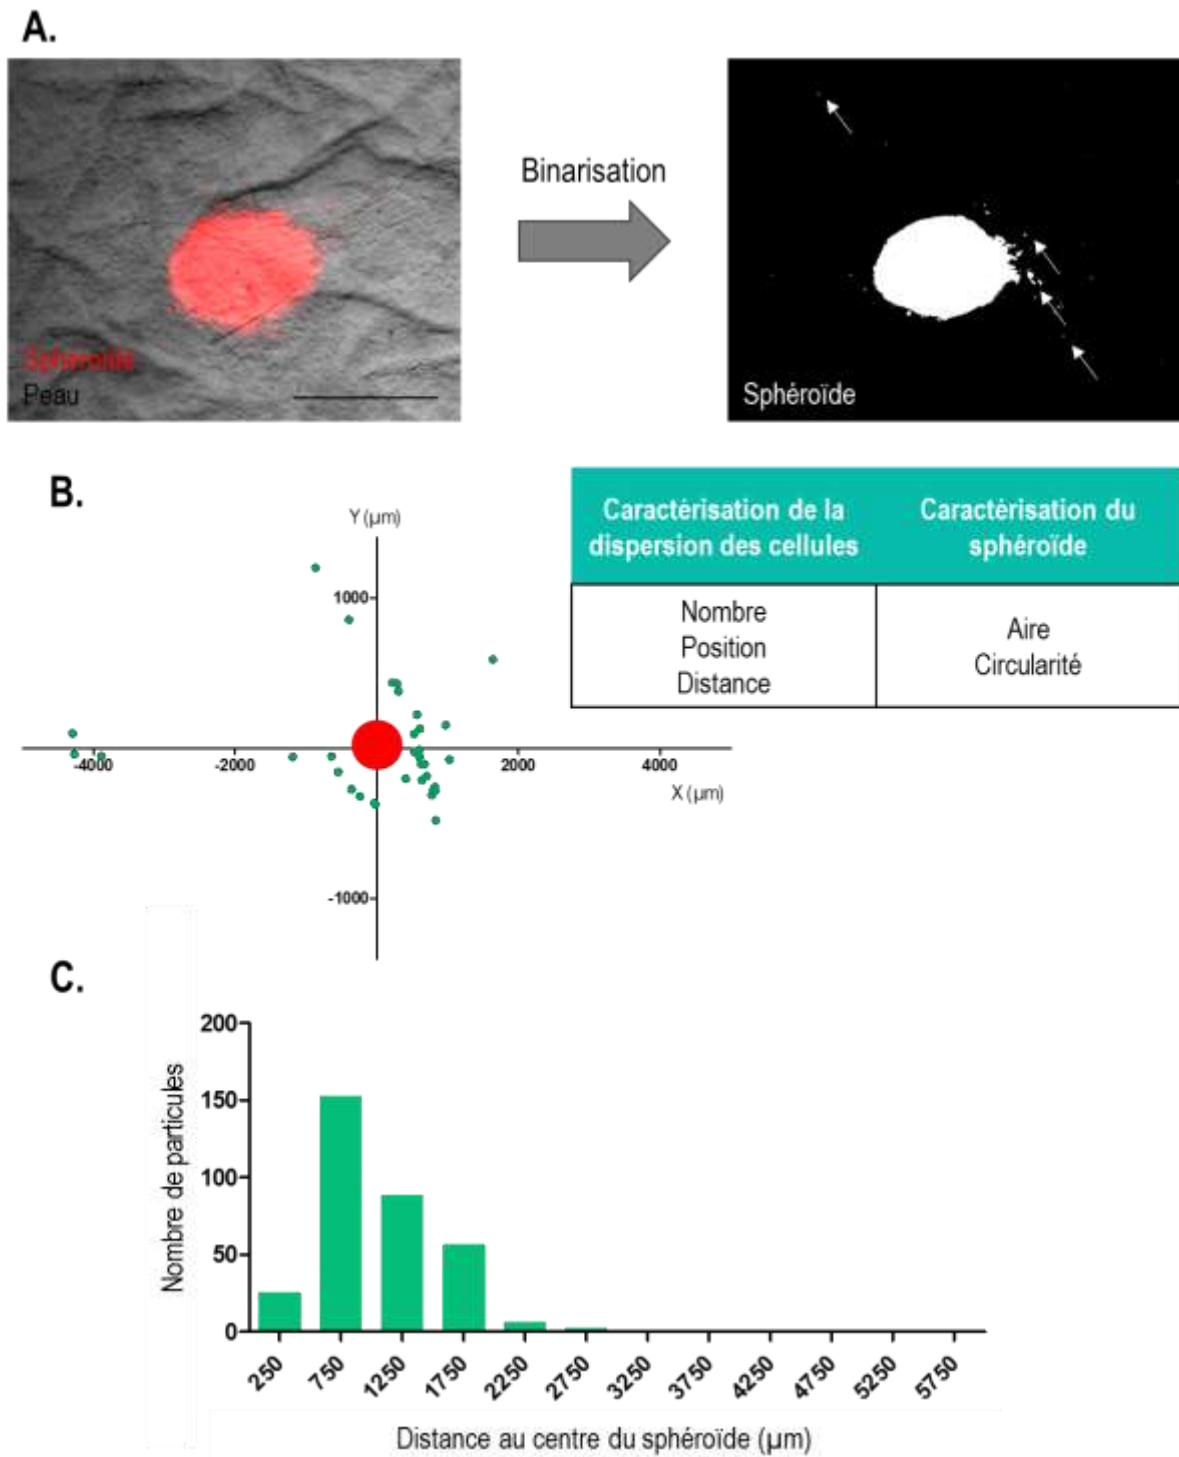 A.
Binarisation
Sphéroïde
Peau
Sphéroïde
B.
Y (µm)
1000
-4000
-2000
2000
4000
X (µm)
-1000
Caractérisation de la dispersion des cellules
Caractérisation du sphéroïde
Nombre
Position
Distance
Aire
Circularité
C.
Nombre de particules
200
150
100
50
0
250
750
1250
1750
2250
2750
3250
3750
4250
4750
5250
5750
Distance au centre du sphéroïde (µm)